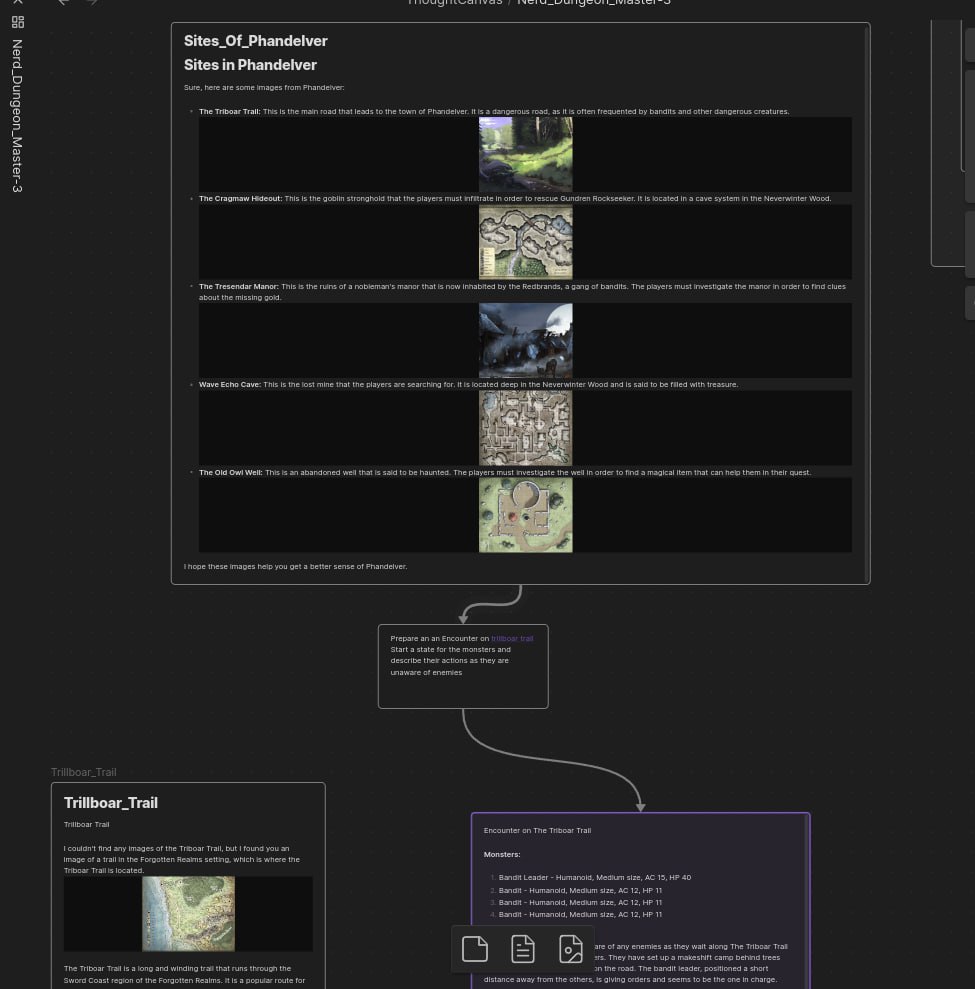 ThoughtCanvas / Nerd_Dungeon_Master-3
Nerd_Dungeon_Master-3
Sites_Of_Phandelver
Sites in Phandelver
Sure, here are some images from Phandelver:
The Triboar Trail: This is the main road that leads to the town of Phandelver. It is a dangerous road, as it is often frequented by bandits and other dangerous creatures.
The Cragmaw Hideout: This is the goblin stronghold that the players must infiltrate in order to rescue Gundren Rockseeker. It is located in a cave system in the Neverwinter Wood.
The Tresendar Manor: This is the ruins of a nobleman's manor that is now inhabited by the Redbrands, a gang of bandits. The players must investigate the manor in order to find clues
about the missing gold.
Wave Echo Cave: This is the lost mine that the players are searching for. It is located deep in the Neverwinter Wood and is said to be filled with treasure.
The Old Owl Well: This is an abandoned well that is said to be haunted. The players must investigate the well in order to find a magical item that can help them in their quest.
I hope these images help you get a better sense of Phandelver.
Prepare an an Encounter on trillboar trail
Start a state for the monsters and
describe their actions as they are
unaware of enemies
Trillboar_Trail
Trillboar_Trail
Trillboar Trail
I couldn't find any images of the Triboar Trail, but I found you an
image of a trail in the Forgotten Realms setting, which is where the
Triboar Trail is located.
The Triboar Trail is a long and winding trail that runs through the
Sword Coast region of the Forgotten Realms. It is a popular route for
Encounter on The Triboar Trail
Monsters:
1. Bandit Leader - Humanoid, Medium size, AC 15, HP 40
2. Bandit - Humanoid, Medium size, AC 12, HP 11
3. Bandit - Humanoid, Medium size, AC 12, HP 11
4. Bandit - Humanoid, Medium size, AC 12, HP 11
are of any enemies as they wait along The Triboar Trail
ers. They have set up a makeshift camp behind trees
on the road. The bandit leader, positioned a short
distance away from the others, is giving orders and seems to be the one in charge.